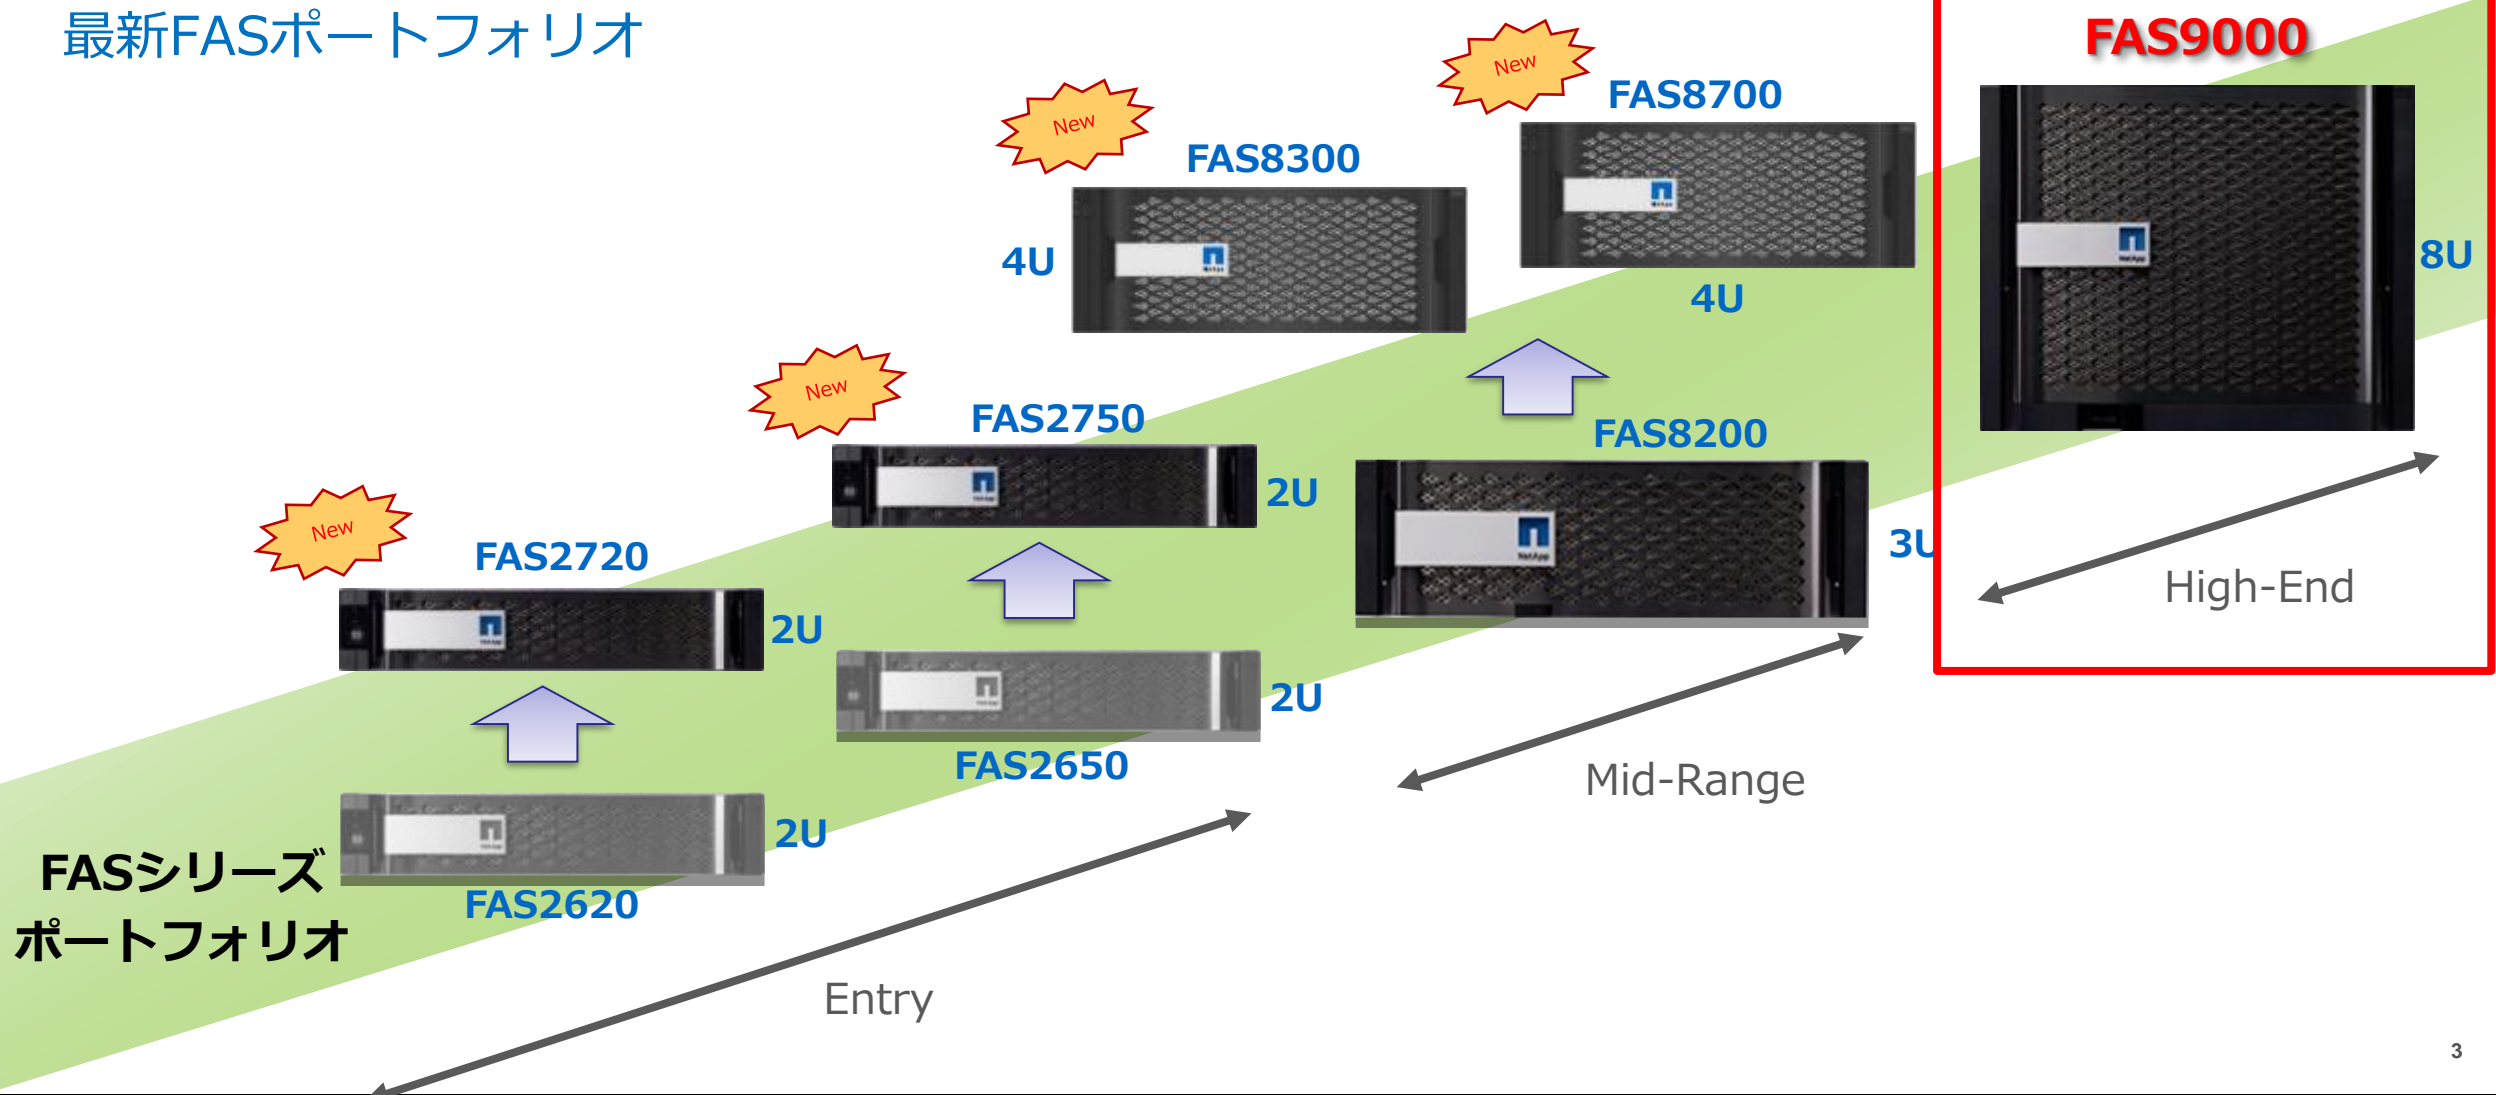 最新FASポートフォリオ
FAS9000
New
FAS8700
New
FAS8300
8U
4U
NetApp
4U
New
FAS2750
FAS8200
2U
New
FAS2720
3U
NetApp
High-End
2U
2U
FAS2650
Mid-Range
2U
FASシリーズ
ポートフォリオ
FAS2620
Entry
3